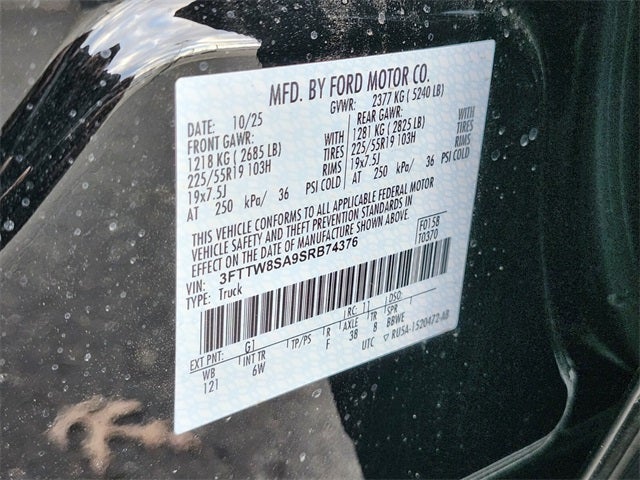 MFD. BY FORD MOTOR CO.
DATE: 10/25 GVWR: 2377 KG ( 5240 LB)
FRONT GAWR: REAR GAWR:
1218 KG ( 2685 LB) WITH 1281 KG ( 2825 LB) WITH
225/55R19 103H TIRES 225/55R19 103H TIRES
19x7.5J RIMS 19x7.5J RIMS
AT 250 kPa/ 36 PSI COLD AT 250 kPa/ 36 PSI COLD
THIS VEHICLE CONFORMS TO ALL APPLICABLE FEDERAL MOTOR
VEHICLE SAFETY AND THEFT PREVENTION STANDARDS IN
EFFECT ON THE DATE OF MANUFACTURE SHOWN ABOVE.
VIN: 3FTTW8SA9SRB74376 F0158
TYPE: Truck T0370
EXT PNT: G1 RC: 11 DSO:
WB INT TR TP/PS R AXLE TR SPR
121 6W F 38 8 BBWE
UTC ▽ RU5A-1520472-AB